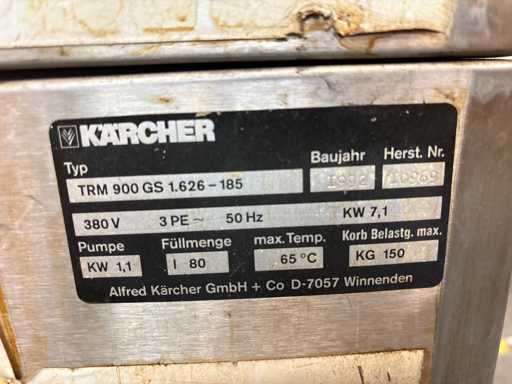 KÄRCHER
Typ Baujahr Herst. Nr.
TRM 900 GS 1.626-185 1992
380 V 3 PE ~ 50 Hz KW 7,1
Pumpe Füllmenge max.Temp. Korb Belastg. max.
KW 1,1 l 80 65 °C KG 150
Alfred Kärcher GmbH + Co D-7057 Winnenden